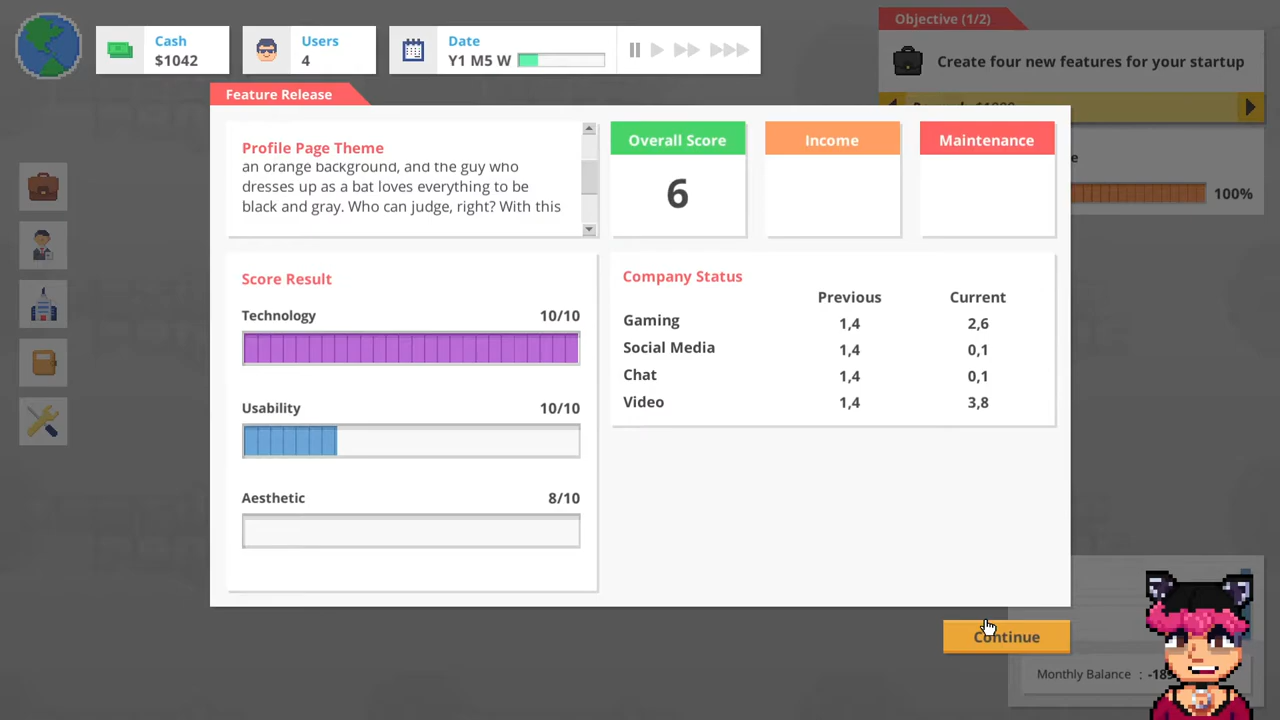 Objective (1/2)
Cash
$1042
Users
4
Date
Y1 M5 W
Create four new features for your startup
Feature Release
100%
Profile Page Theme
an orange background, and the guy who
dresses up as a bat loves everything to be
black and gray. Who can judge, right? With this
Overall Score
6
Income
Maintenance
Score Result
Technology 10/10
Usability 10/10
Aesthetic 8/10
Company Status
Previous Current
Gaming 1,4 2,6
Social Media 1,4 0,1
Chat 1,4 0,1
Video 1,4 3,8
Continue
Monthly Balance :